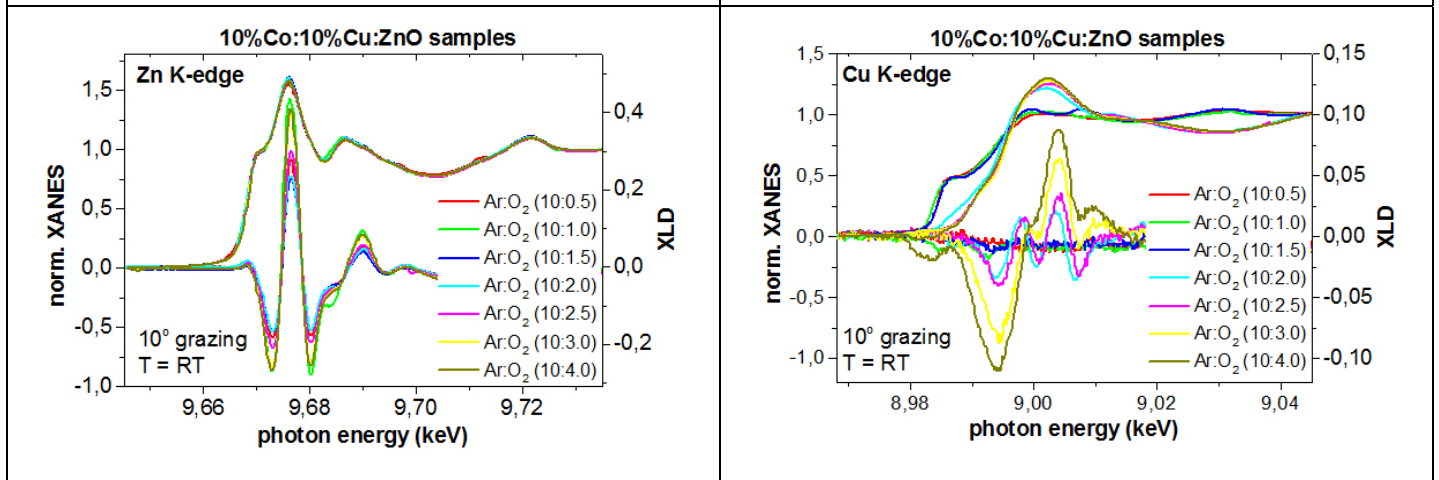 10%Co:10%Cu:ZnO samples
Zn K-edge
1,5
1,0
0,5
0,0
-0,5
-1,0
norm. XANES
0,4
0,2
0,0
-0,2
XLD
Ar:O2 (10:0.5)
Ar:O2 (10:1.0)
Ar:O2 (10:1.5)
Ar:O2 (10:2.0)
Ar:O2 (10:2.5)
Ar:O2 (10:3.0)
Ar:O2 (10:4.0)
10° grazing
T = RT
9,66 9,68 9,70 9,72
photon energy (keV)
10%Co:10%Cu:ZnO samples
Cu K-edge
1,5
1,0
0,5
0,0
-0,5
-1,0
norm. XANES
0,15
0,10
0,05
0,00
-0,05
-0,10
XLD
Ar:O2 (10:0.5)
Ar:O2 (10:1.0)
Ar:O2 (10:1.5)
Ar:O2 (10:2.0)
Ar:O2 (10:2.5)
Ar:O2 (10:3.0)
Ar:O2 (10:4.0)
10° grazing
T = RT
8,98 9,00 9,02 9,04
photon energy (keV)